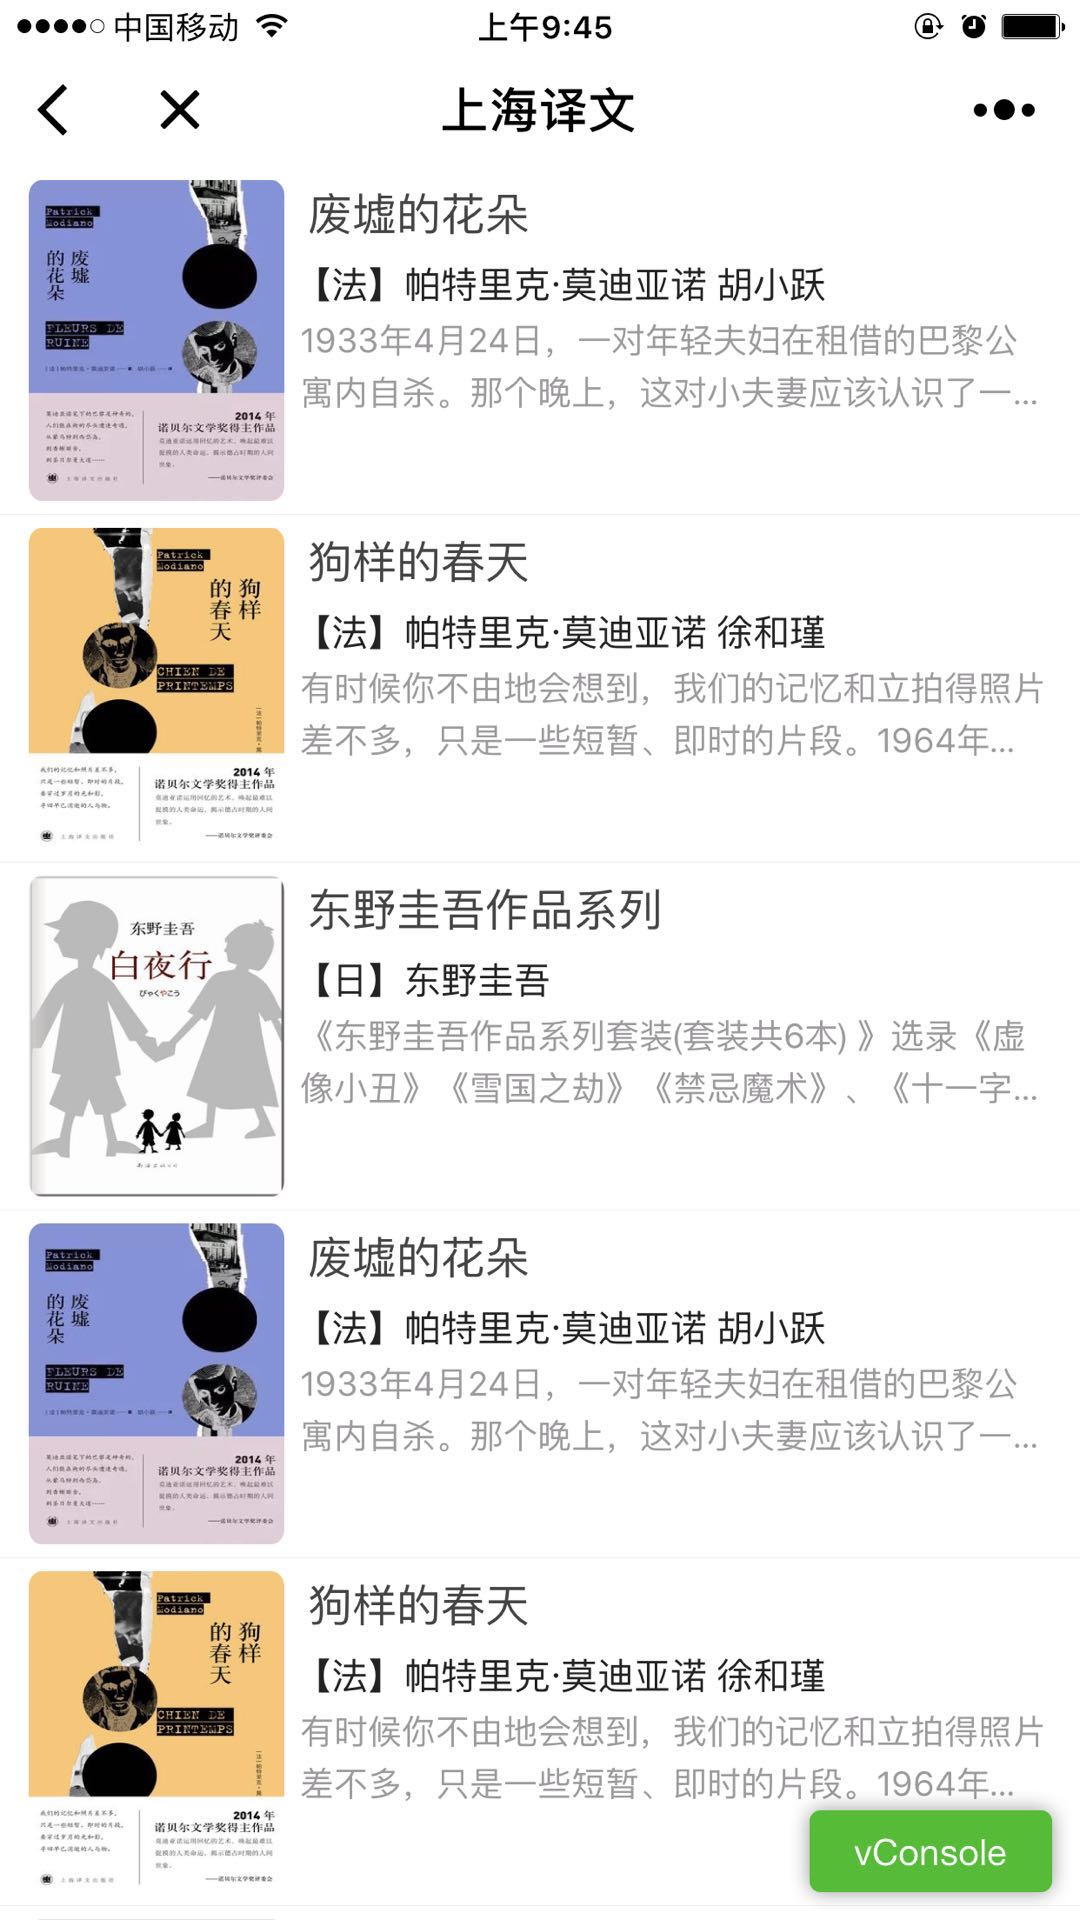 中国移动
上午9:45
上海译文
Patrick
Modiano
废墟
的花朵
FLEURS DE
RUINE
2014 年
诺贝尔文学奖得主作品
废墟的花朵
【法】帕特里克·莫迪亚诺 胡小跃
1933年4月24日，一对年轻夫妇在租借的巴黎公
寓内自杀。那个晚上，这对小夫妻应该认识了一...
Patrick
Modiano
狗样
的春天
CHIEN DE
PRINTEMPS
2014 年
诺贝尔文学奖得主作品
狗样的春天
【法】帕特里克·莫迪亚诺 徐和瑾
有时候你不由地会想到，我们的记忆和立拍得照片
差不多，只是一些短暂、即时的片段。1964年...
东野圭吾
白夜行
びゃくやこう
东野圭吾作品系列
【日】东野圭吾
《东野圭吾作品系列套装(套装共6本) 》选录《虚
像小丑》《雪国之劫》《禁忌魔术》、《十一字...
Patrick
Modiano
废墟
的花朵
FLEURS DE
RUINE
2014 年
诺贝尔文学奖得主作品
废墟的花朵
【法】帕特里克·莫迪亚诺 胡小跃
1933年4月24日，一对年轻夫妇在租借的巴黎公
寓内自杀。那个晚上，这对小夫妻应该认识了一...
Patrick
Modiano
狗样
的春天
CHIEN DE
PRINTEMPS
2014 年
诺贝尔文学奖得主作品
狗样的春天
【法】帕特里克·莫迪亚诺 徐和瑾
有时候你不由地会想到，我们的记忆和立拍得照片
差不多，只是一些短暂、即时的片段。1964年...
vConsole